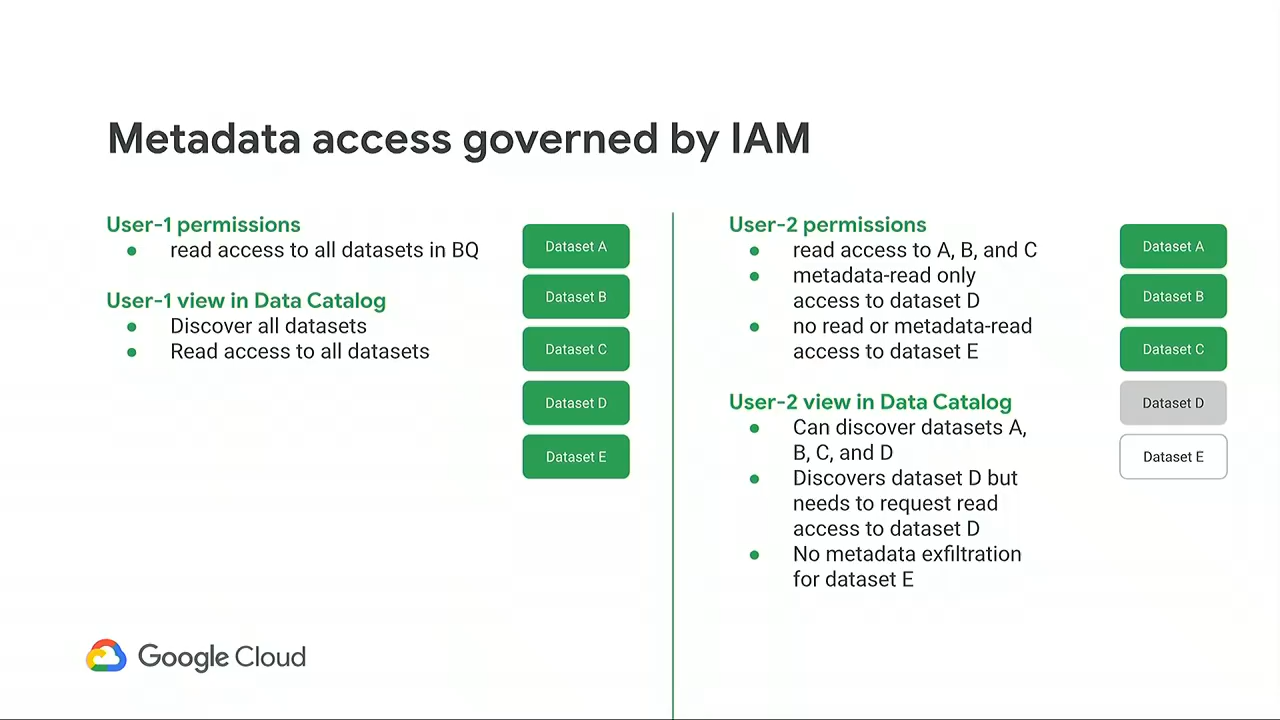 Metadata access governed by IAM
User-1 permissions
● read access to all datasets in BQ
User-1 view in Data Catalog
● Discover all datasets
● Read access to all datasets
Dataset A
Dataset B
Dataset C
Dataset D
Dataset E
User-2 permissions
● read access to A, B, and C
● metadata-read only
access to dataset D
● no read or metadata-read
access to dataset E
User-2 view in Data Catalog
● Can discover datasets A,
B, C, and D
● Discovers dataset D but
needs to request read
access to dataset D
● No metadata exfiltration
for dataset E
Dataset A
Dataset B
Dataset C
Dataset D
Dataset E
Google Cloud